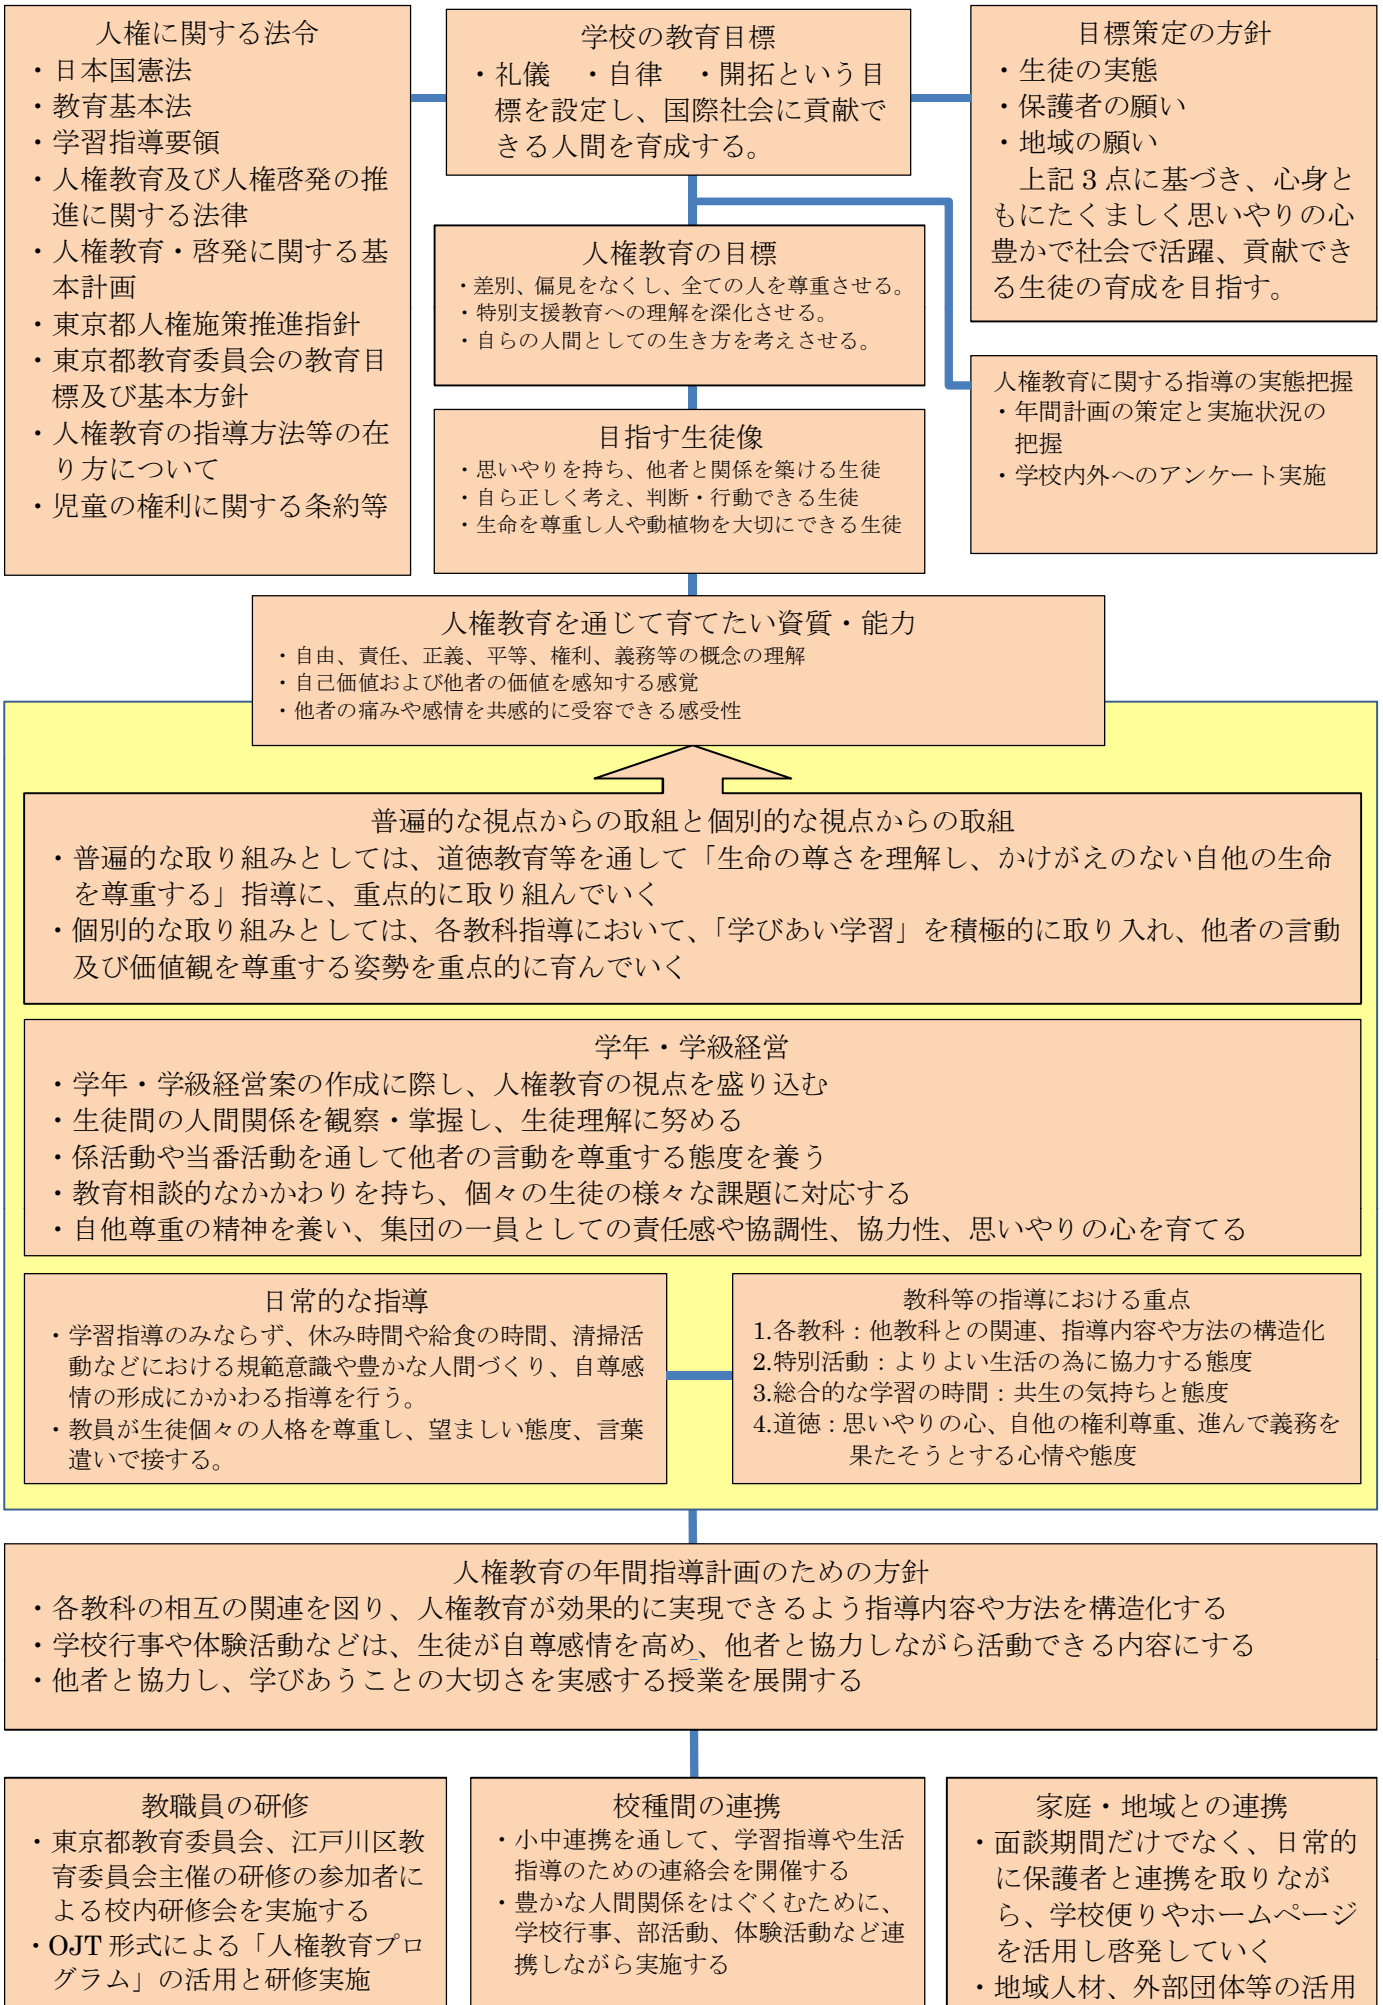 人権に関する法令
・日本国憲法
・教育基本法
・学習指導要領
・人権教育及び人権啓発の推
進に関する法律
・人権教育・啓発に関する基
本計画
・東京都人権施策推進指針
・東京都教育委員会の教育目
標及び基本方針
・人権教育の指導方法等の在
り方について
・児童の権利に関する条約等
学校の教育目標
・礼儀　・自律　・開拓という目
標を設定し、国際社会に貢献で
きる人間を育成する。
目標策定の方針
・生徒の実態
・保護者の願い
・地域の願い
上記 3 点に基づき、心身と
もにたくましく思いやりの心
豊かで社会で活躍、貢献でき
る生徒の育成を目指す。
人権教育の目標
・差別、偏見をなくし、全ての人を尊重させる。
・特別支援教育への理解を深化させる。
・自らの人間としての生き方を考えさせる。
人権教育に関する指導の実態把握
・年間計画の策定と実施状況の
把握
・学校内外へのアンケート実施
目指す生徒像
・思いやりを持ち、他者と関係を築ける生徒
・自ら正しく考え、判断・行動できる生徒
・生命を尊重し人や動植物を大切にできる生徒
人権教育を通じて育てたい資質・能力
・自由、責任、正義、平等、権利、義務等の概念の理解
・自己価値および他者の価値を感知する感覚
・他者の痛みや感情を共感的に受容できる感受性
普遍的な視点からの取組と個別的な視点からの取組
・普遍的な取り組みとしては、道徳教育等を通して「生命の尊さを理解し、かけがえのない自他の生命
を尊重する」指導に、重点的に取り組んでいく
・個別的な取り組みとしては、各教科指導において、「学びあい学習」を積極的に取り入れ、他者の言動
及び価値観を尊重する姿勢を重点的に育んでいく
学年・学級経営
・学年・学級経営案の作成に際し、人権教育の視点を盛り込む
・生徒間の人間関係を観察・掌握し、生徒理解に努める
・係活動や当番活動を通して他者の言動を尊重する態度を養う
・教育相談的なかかわりを持ち、個々の生徒の様々な課題に対応する
・自他尊重の精神を養い、集団の一員としての責任感や協調性、協力性、思いやりの心を育てる
日常的な指導
・学習指導のみならず、休み時間や給食の時間、清掃活
動などにおける規範意識や豊かな人間づくり、自尊感
情の形成にかかわる指導を行う。
・教員が生徒個々の人格を尊重し、望ましい態度、言葉
遣いで接する。
教科等の指導における重点
1.各教科：他教科との関連、指導内容や方法の構造化
2.特別活動：よりよい生活の為に協力する態度
3.総合的な学習の時間：共生の気持ちと態度
4.道徳：思いやりの心、自他の権利尊重、進んで義務を
果たそうとする心情や態度
人権教育の年間指導計画のための方針
・各教科の相互の関連を図り、人権教育が効果的に実現できるよう指導内容や方法を構造化する
・学校行事や体験活動などは、生徒が自尊感情を高め、他者と協力しながら活動できる内容にする
・他者と協力し、学びあうことの大切さを実感する授業を展開する
教職員の研修
・東京都教育委員会、江戸川区教
育委員会主催の研修の参加者に
よる校内研修会を実施する
・OJT 形式による「人権教育プロ
グラム」の活用と研修実施
校種間の連携
・小中連携を通して、学習指導や生活
指導のための連絡会を開催する
・豊かな人間関係をはぐくむために、
学校行事、部活動、体験活動など連
携しながら実施する
家庭・地域との連携
・面談期間だけでなく、日常的
に保護者と連携を取りなが
ら、学校便りやホームページ
を活用し啓発していく
・地域人材、外部団体等の活用